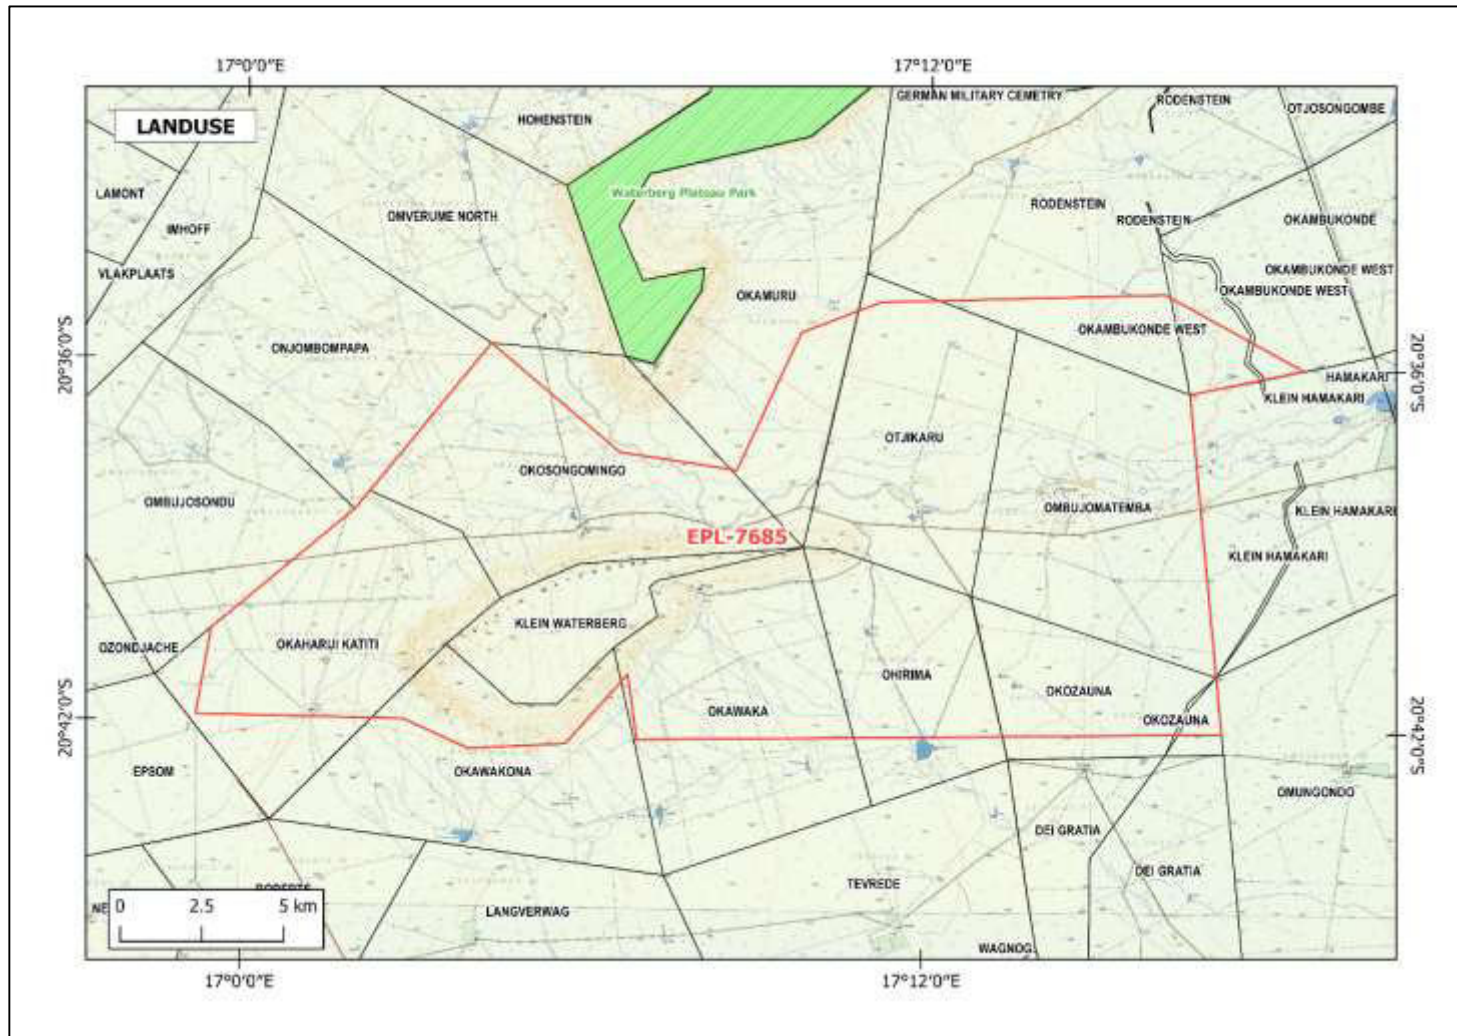 17°0'0"E
17°12'0"E
LANDUSE
HOHENSTEIN
GERMAN MILITARY CEMETRY
RODENSTEIN
OTJOSONGOMBE
LAMONT
IMHOFF
OMVERUME NORTH
Waterberg Plateau Park
RODENSTEIN
RODENSTEIN
OKAMBUKONDE
VLAKPLAATS
OKAMBUKONDE WEST
OKAMBUKONDE WEST
OKAMURU
OKAMBUKONDE WEST
ONJOMBOMPAPA
20°36'0"S
20°36'0"S
HAMAKARI
KLEIN HAMAKARI
OTJIKARU
OKOSONGOMINGO
OMBUJOSONDU
OMBUJOMATEMBA
KLEIN HAMAKARI
EPL-7685
KLEIN HAMAKARI
KLEIN WATERBERG
OZONDJACHE
OKAHARUI KATITI
OHIRIMA
OKOZAUNA
OKAWAKA
OKOZAUNA
20°42'0"S
20°42'0"S
EPSOM
OKAWAKONA
OMUNGONDO
DEI GRATIA
DEI GRATIA
TEVREDE
LANGVERWAG
0 2.5 5 km
WAGNOG
17°0'0"E
17°12'0"E